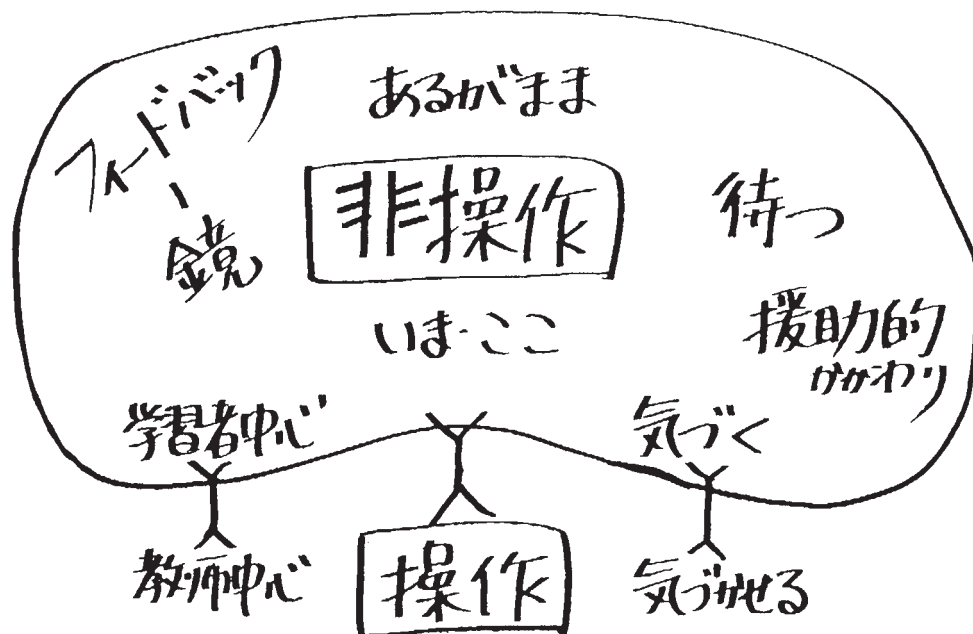 フィードバック
あるがまま
非操作
待つ
鏡
いま・ここ
援助的
かかわり
学習者中心
気づく
教師中心
操作
気づかせる